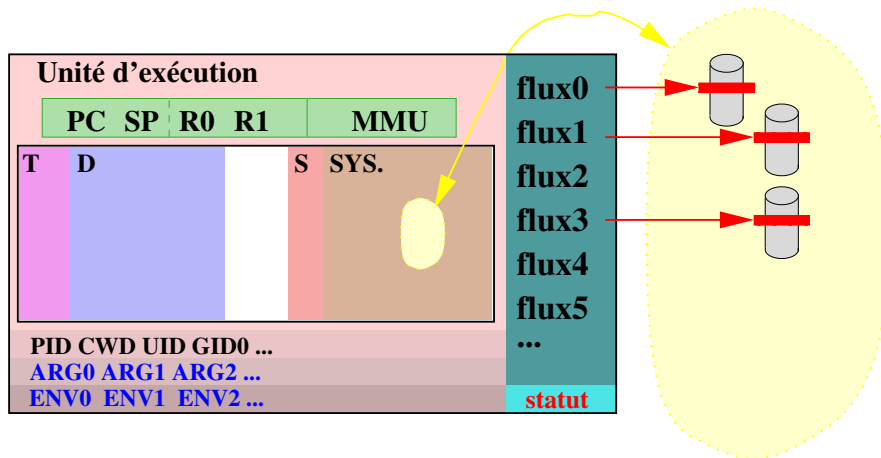 Unité d'exécution
PC SP R0 R1 MMU
T D S SYS.
PID CWD UID GID0 ...
ARG0 ARG1 ARG2 ...
ENV0 ENV1 ENV2 ...
flux0
flux1
flux2
flux3
flux4
flux5
...
statut